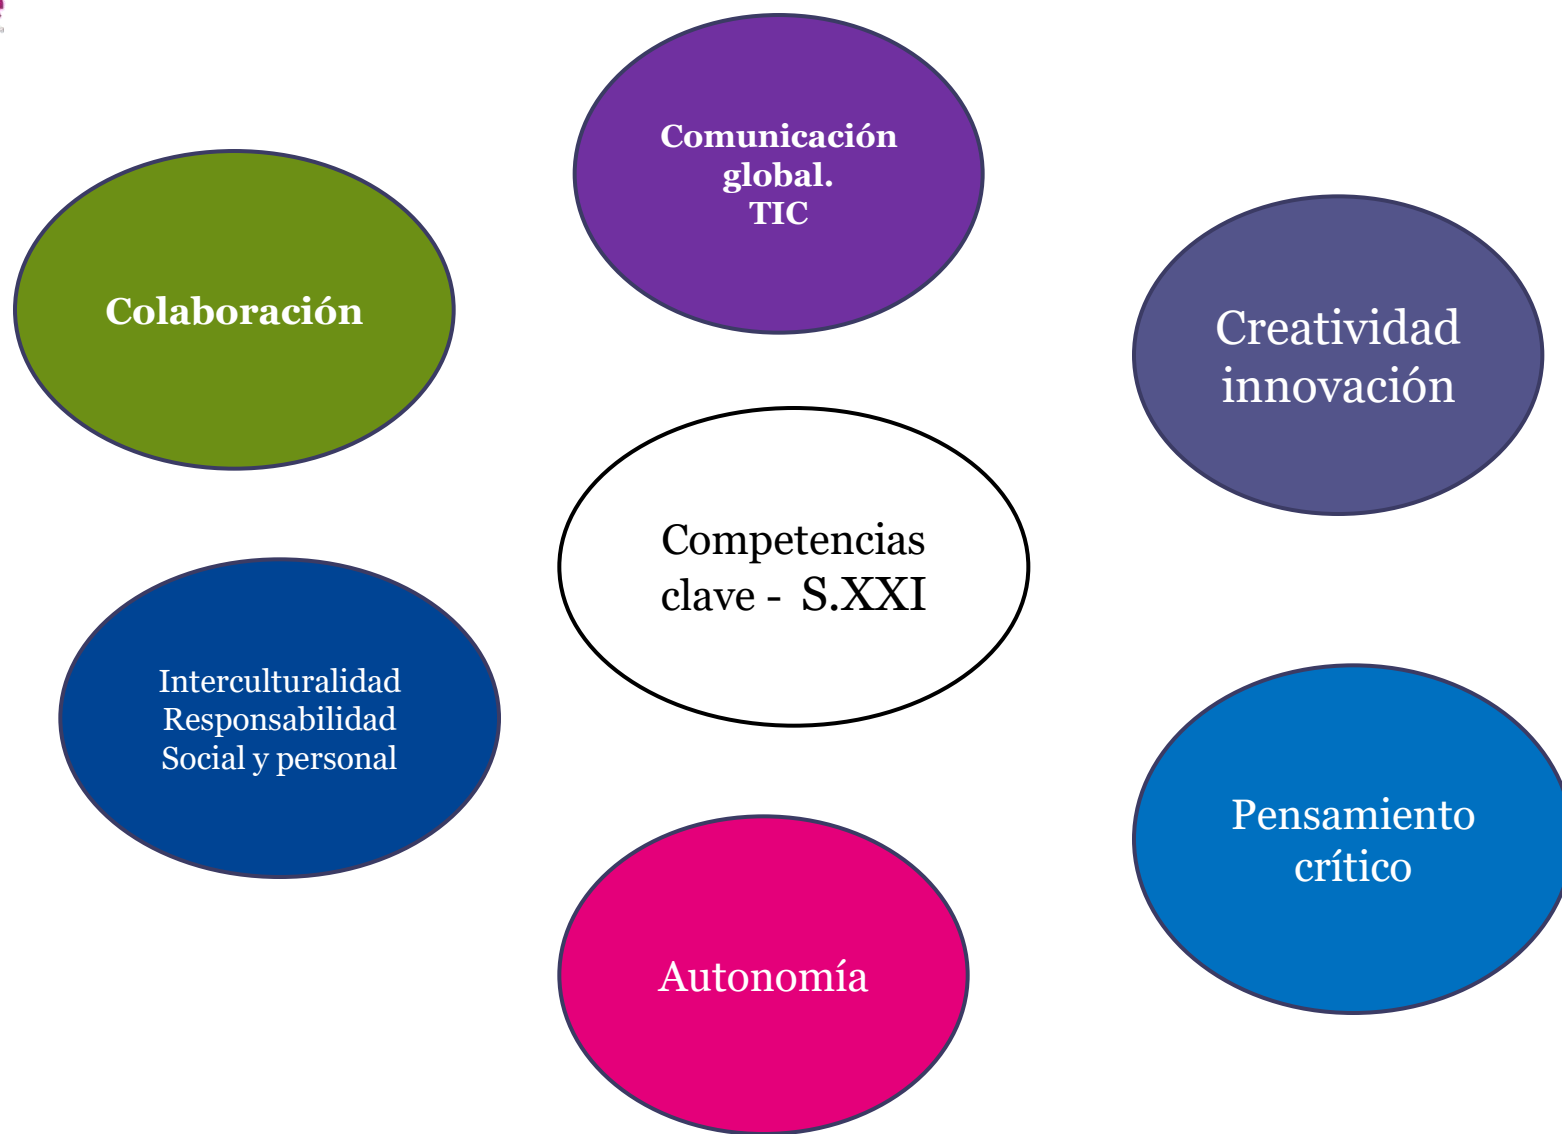 Comunicación
global.
TIC
Colaboración
Creatividad
innovación
Competencias
clave - S.XXI
Interculturalidad
Responsabilidad
Social y personal
Pensamiento
crítico
Autonomía